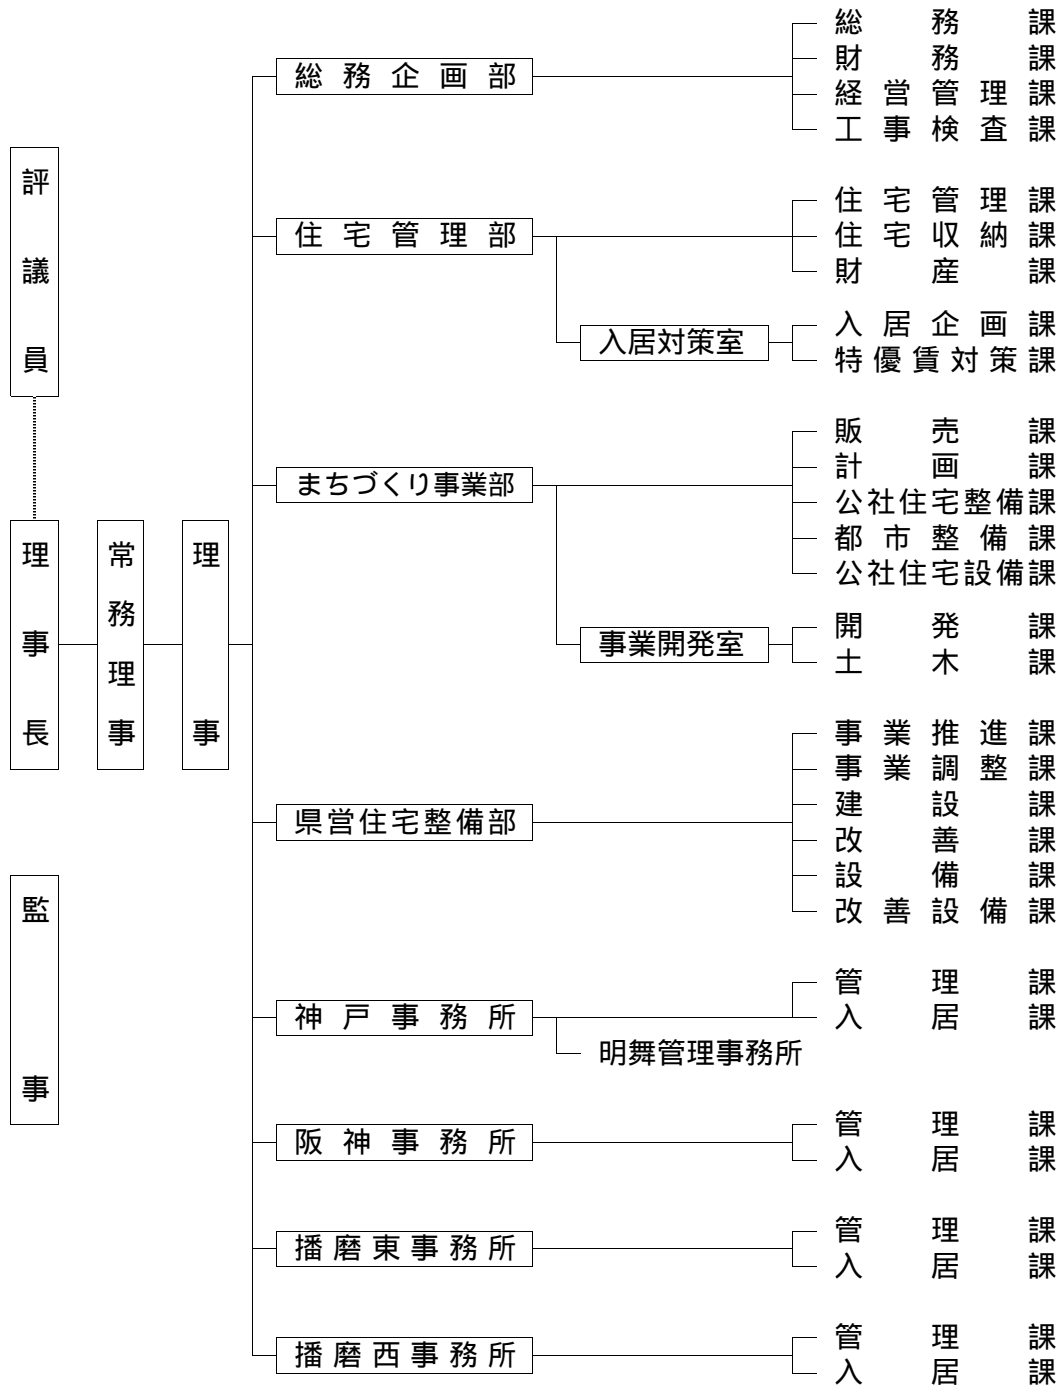 評議員
理事長
常務理事
理事
監事
総務企画部
総務課
財務課
経営管理課
工事検査課
住宅管理部
住宅管理課
住宅収納課
財産課
入居対策室
入居企画課
特優賃対策課
まちづくり事業部
販売課
計画課
公社住宅整備課
都市整備課
公社住宅設備課
事業開発室
開発課
土木課
県営住宅整備部
事業推進課
事業調整課
建設課
改善課
設備課
改善設備課
神戸事務所
管理課
入居課
明舞管理事務所
阪神事務所
管理課
入居課
播磨東事務所
管理課
入居課
播磨西事務所
管理課
入居課